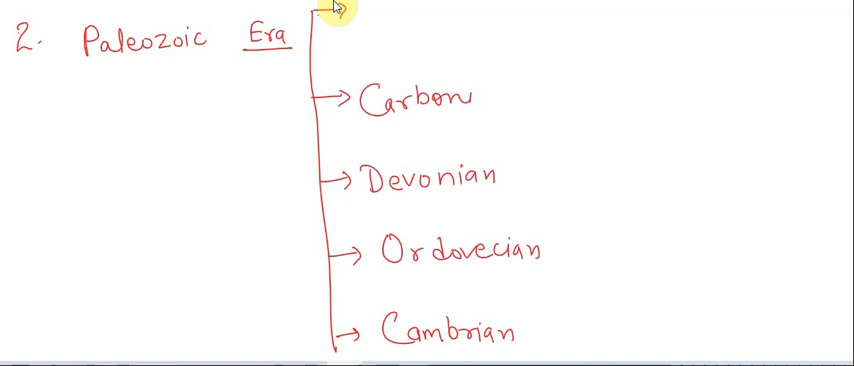 2. Paleozoic Era
Carbon
Devonian
Ordovecian
Cambrian